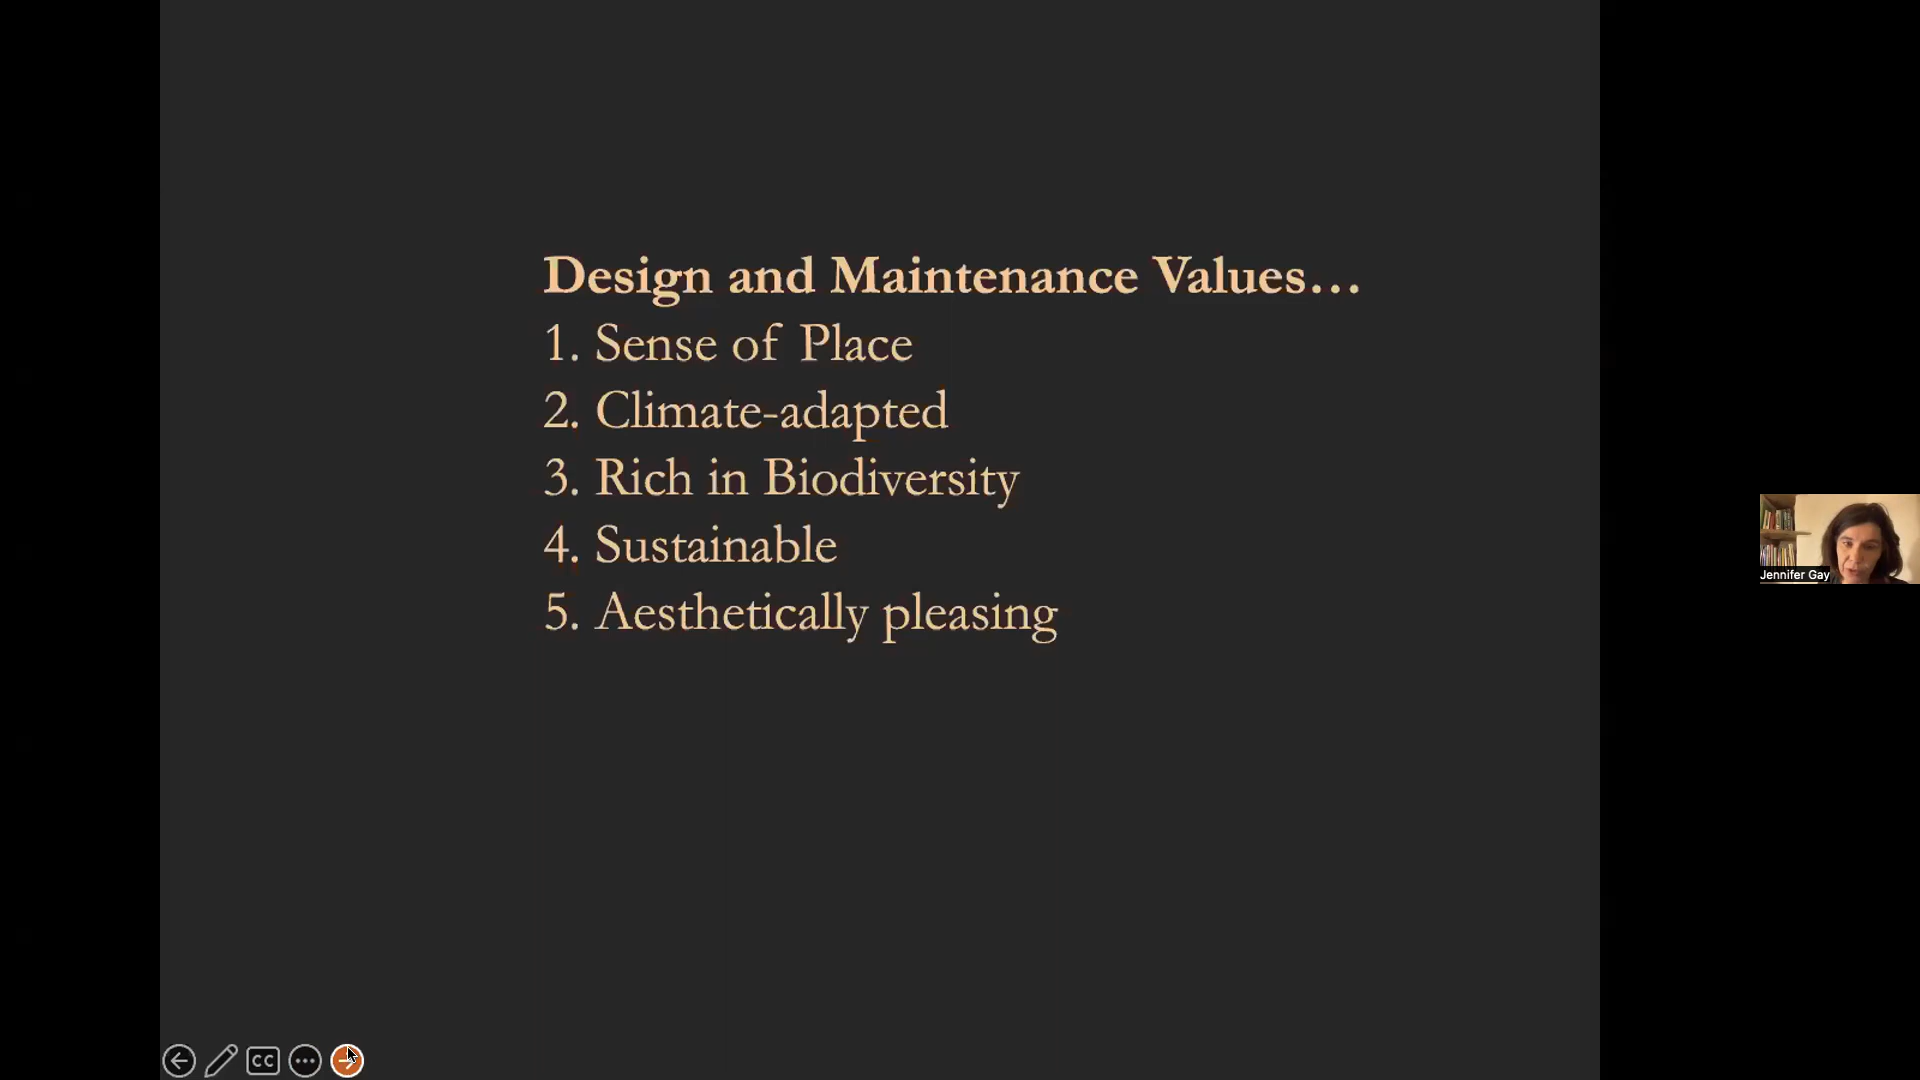 Design and Maintenance Values…
1. Sense of Place
2. Climate-adapted
3. Rich in Biodiversity
4. Sustainable
5. Aesthetically pleasing
Jennifer Gay
CC